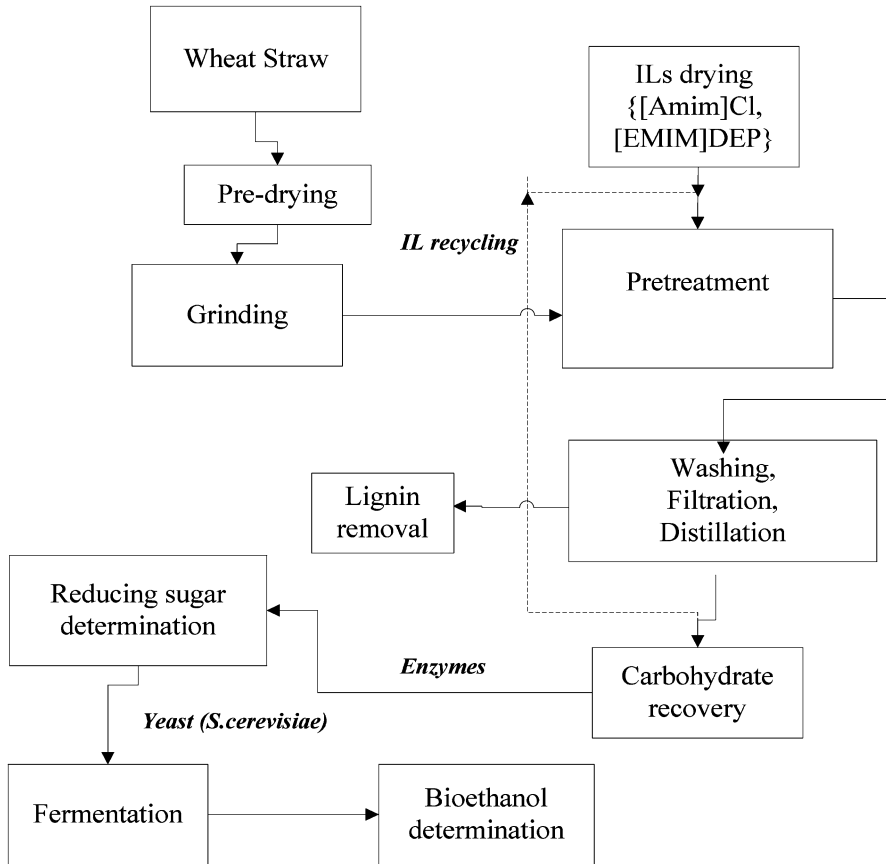 Wheat Straw
ILs drying
{[Amim]Cl,
[EMIM]DEP}
Pre-drying
IL recycling
Grinding
Pretreatment
Washing,
Filtration,
Distillation
Lignin
removal
Reducing sugar
determination
Enzymes
Carbohydrate
recovery
Yeast (S.cerevisiae)
Fermentation
Bioethanol
determination